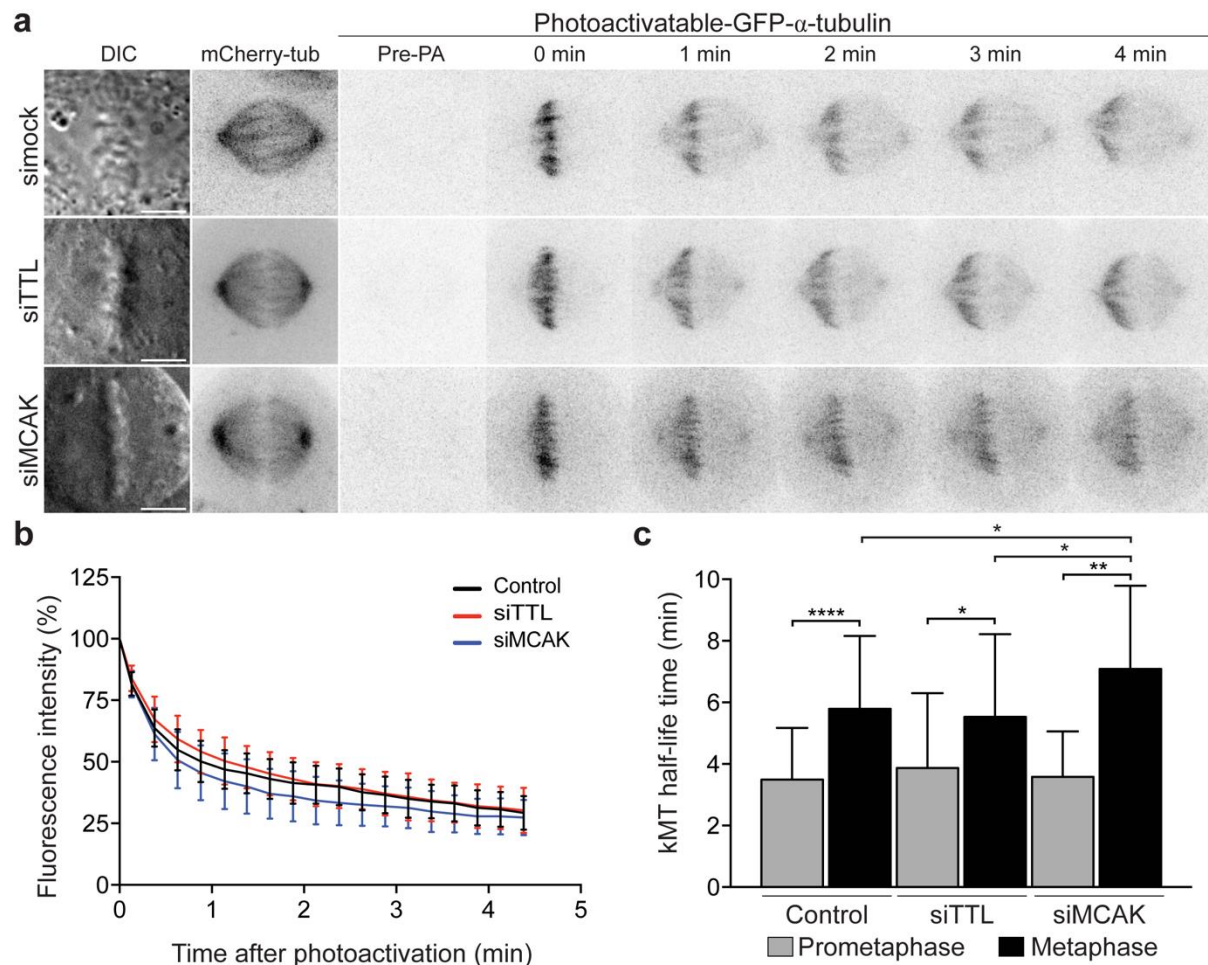 a
Photoactivatable-GFP-α-tubulin
DIC mCherry-tub Pre-PA 0 min 1 min 2 min 3 min 4 min
simock
siTTL
siMCAK
b
125
100
75
50
25
0
Fluorescence intensity (%)
Control
siTTL
siMCAK
0 1 2 3 4 5
Time after photoactivation (min)
c
*
*
**
****
*
10
8
6
4
2
0
kMT half-life time (min)
Control siTTL siMCAK
Prometaphase Metaphase